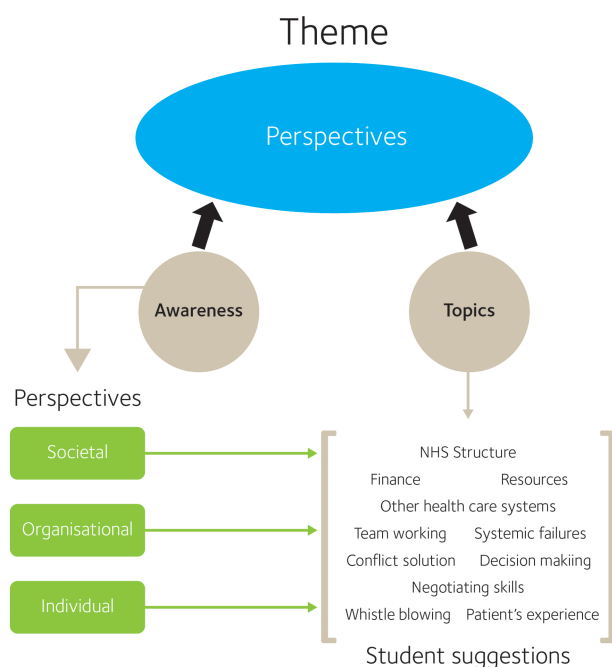 Theme
Perspectives
Awareness
Topics
Perspectives
Societal
Organisational
Individual
NHS Structure
Finance Resources
Other health care systems
Team working Systemic failures
Conflict solution Decision makiing
Negotiating skills
Whistle blowing Patient's experience
Student suggestions